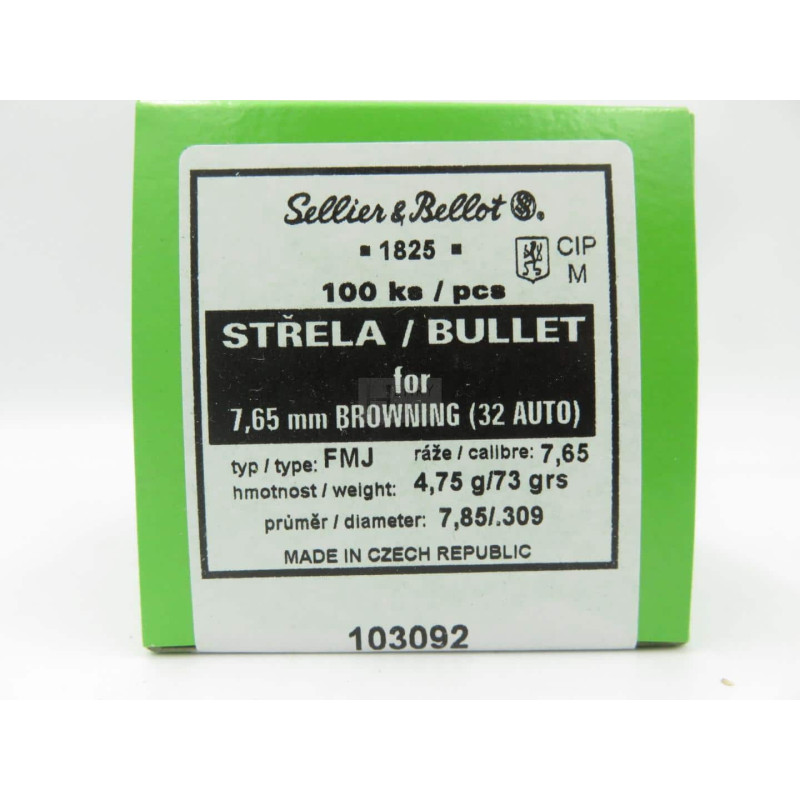 Sellier & Bellot S&B®.
▪ 1825 ▪
CIP
M
100 ks / pcs
STŘELA / BULLET
for
7,65 mm BROWNING (32 AUTO)
typ / type: FMJ ráže / calibre: 7,65
hmotnost / weight: 4,75 g/73 grs
průměr / diameter: 7,85/.309
MADE IN CZECH REPUBLIC
103092